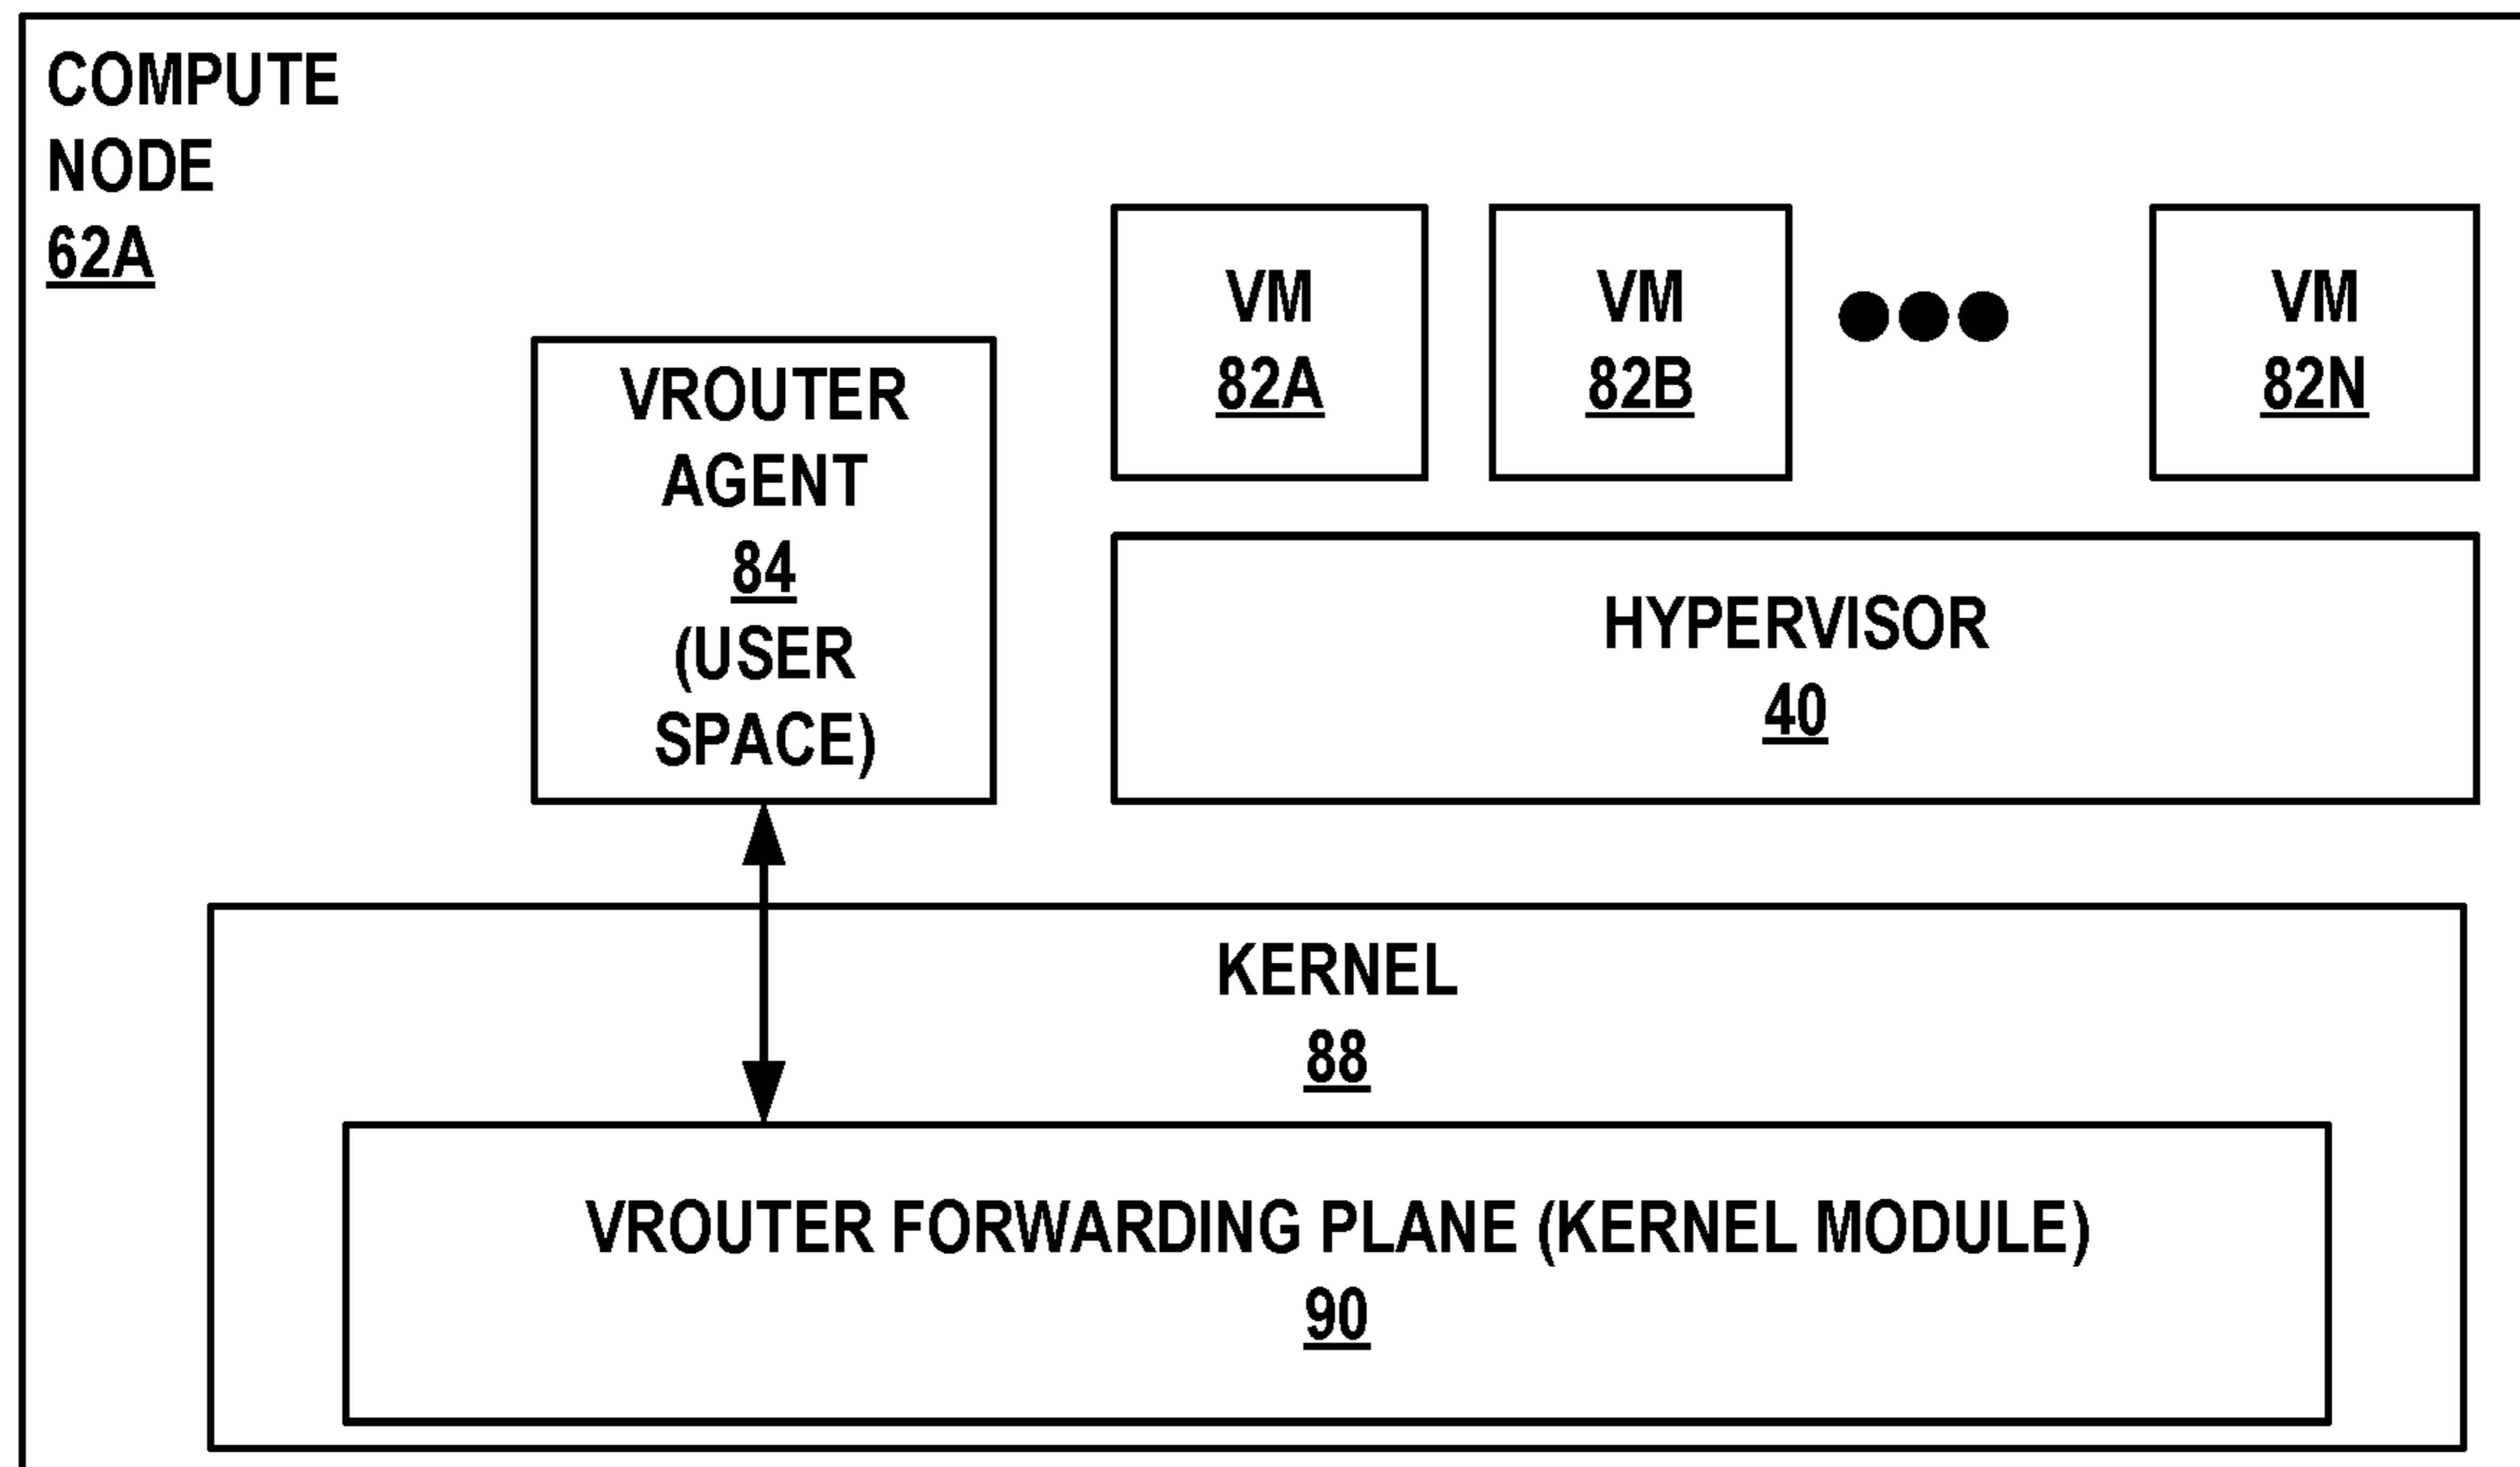 COMPUTE
NODE
62A
VM
82A
VM
82B
VM
82N
VROUTER
AGENT
84
(USER
SPACE)
HYPERVISOR
40
KERNEL
88
VROUTER FORWARDING PLANE (KERNEL MODULE)
90